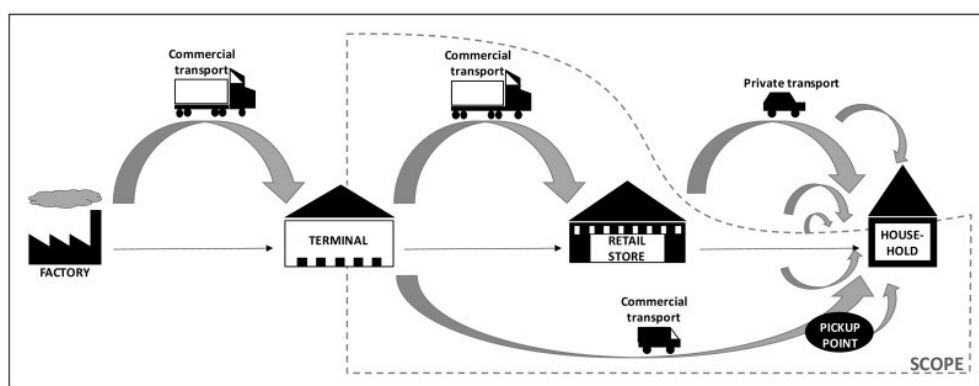 Commercial
transport
Commercial
transport
Private transport
FACTORY
TERMINAL
RETAIL
STORE
HOUSE-
HOLD
Commercial
transport
PICKUP
POINT
SCOPE